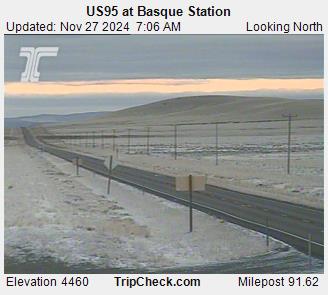 US95 at Basque Station
Updated: Nov 27 2024 7:06 AM Looking North
Elevation 4460 TripCheck.com Milepost 91.62